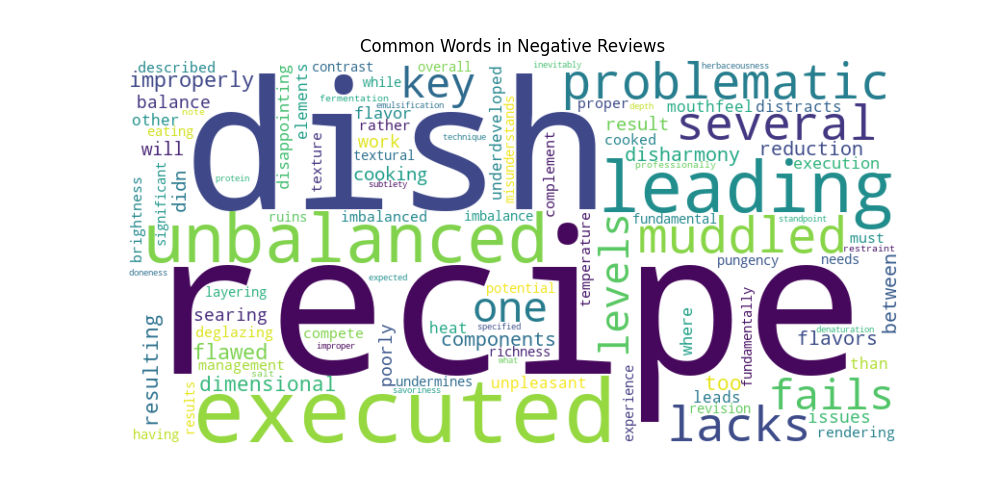 Common Words in Negative Reviews
described
contrast
overall
inevitably
herbaceousness
improperly
while
key
problematic
balance
elements
fermentation
emulsification
proper
mouthfeel
distracts
note
flavor
underdeveloped
misunderstands
depth
other
disappointing
dish
rather
result
several
eating
texture
work
technique
cooked
will
textural
complement
disharmony
reduction
didn
protein
cooking
professionally
execution
significant
subtlety
leading
brightness
ruins
imbalanced
imbalance
fundamental
standpoint
unbalanced
levels
muddled
must
restraint
doneness
temperature
pungency
needs
between
recipe
expected
layering
potential
one
searing
specified
where
fundamentally
denaturation
deglazing
compete
heat
components
flavors
resulting
improper
richness
flawed
poorly
what
management
salt
than
dimensional
undermines
unpleasant
too
fails
results
savoriness
experience
leads
executed
revision
lacks
issues
having
rendering